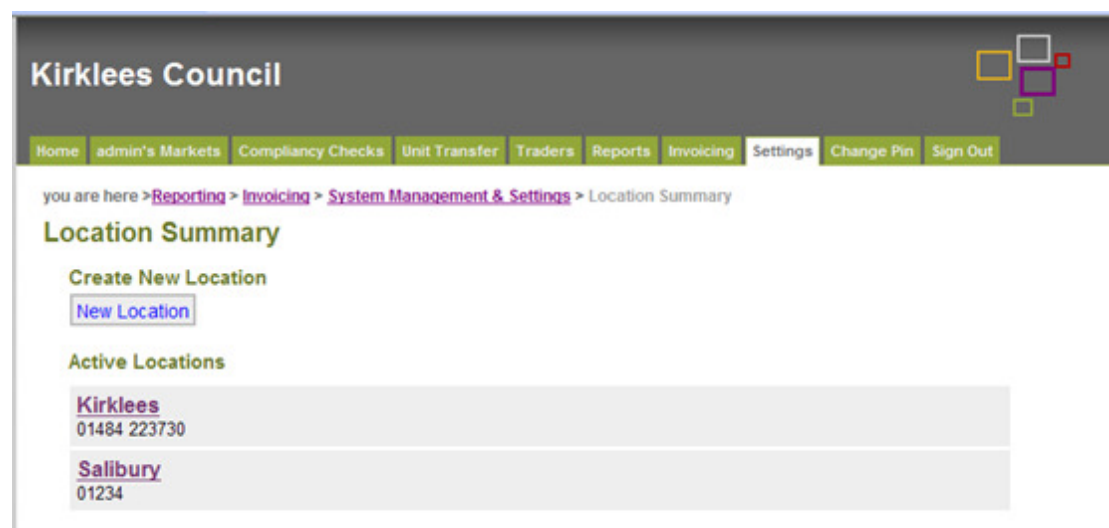 Kirklees Council
Home admin's Markets Compliancy Checks Unit Transfer Traders Reports Invoicing Settings Change Pin Sign Out
you are here >Reporting > Invoicing > System Management & Settings > Location Summary
Location Summary
Create New Location
New Location
Active Locations
Kirklees
01484 223730
Salibury
01234